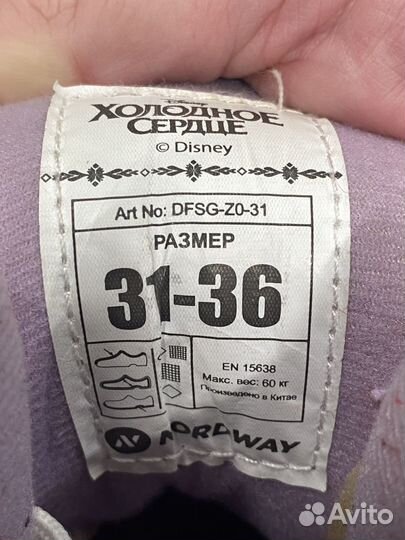 Disney
ХОЛОДНОЕ
СЕРДЦЕ
© Disney
Art No: DFSG-Z0-31
РАЗМЕР
31-36
EN 15638
Макс. вес: 60 кг
Произведено в Китае
NORDWAY
Avito